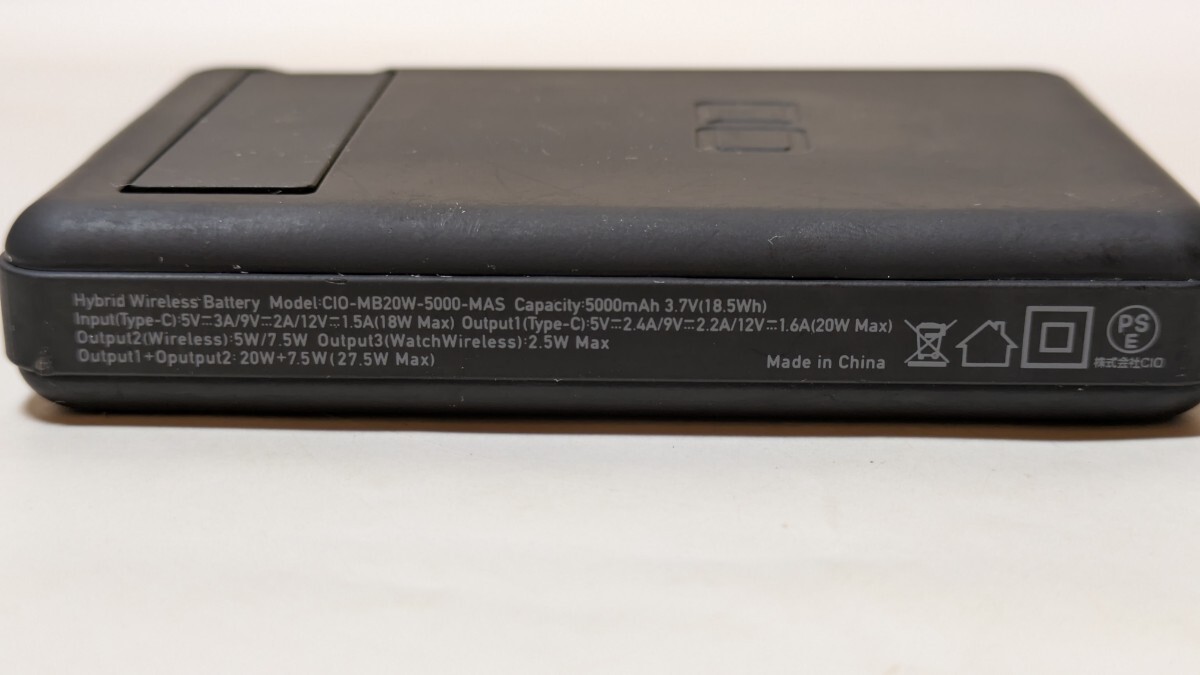 Hybrid Wireless Battery Model:CIO-MB20W-5000-MAS Capacity:5000mAh 3.7V(18.5Wh)
Input(Type-C):5V⎓3A/9V⎓2A/12V⎓1.5A(18W Max) Output1(Type-C):5V⎓2.4A/9V⎓2.2A/12V⎓1.6A(20W Max)
Output2(Wireless):5W/7.5W Output3(WatchWireless):2.5W Max
Output1+Oputput2: 20W+7.5W(27.5W Max)
Made in China
PS
E
株式会社CIO